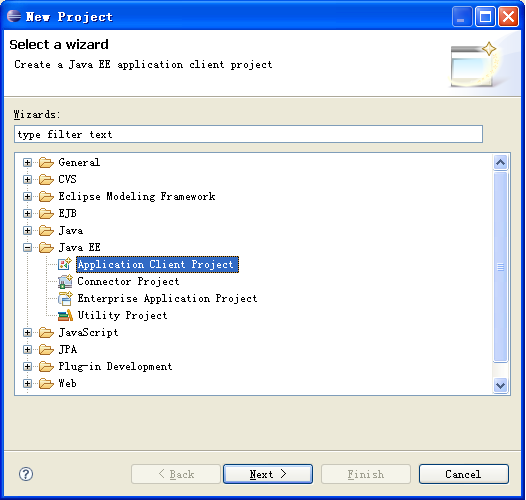 New Project
Select a wizard
Create a Java EE application client project
Wizards:
type filter text
General
CVS
Eclipse Modeling Framework
EJB
Java
Java EE
Application Client Project
Connector Project
Enterprise Application Project
Utility Project
JavaScript
JPA
Plug-in Development
Web
? < Back Next > Finish Cancel